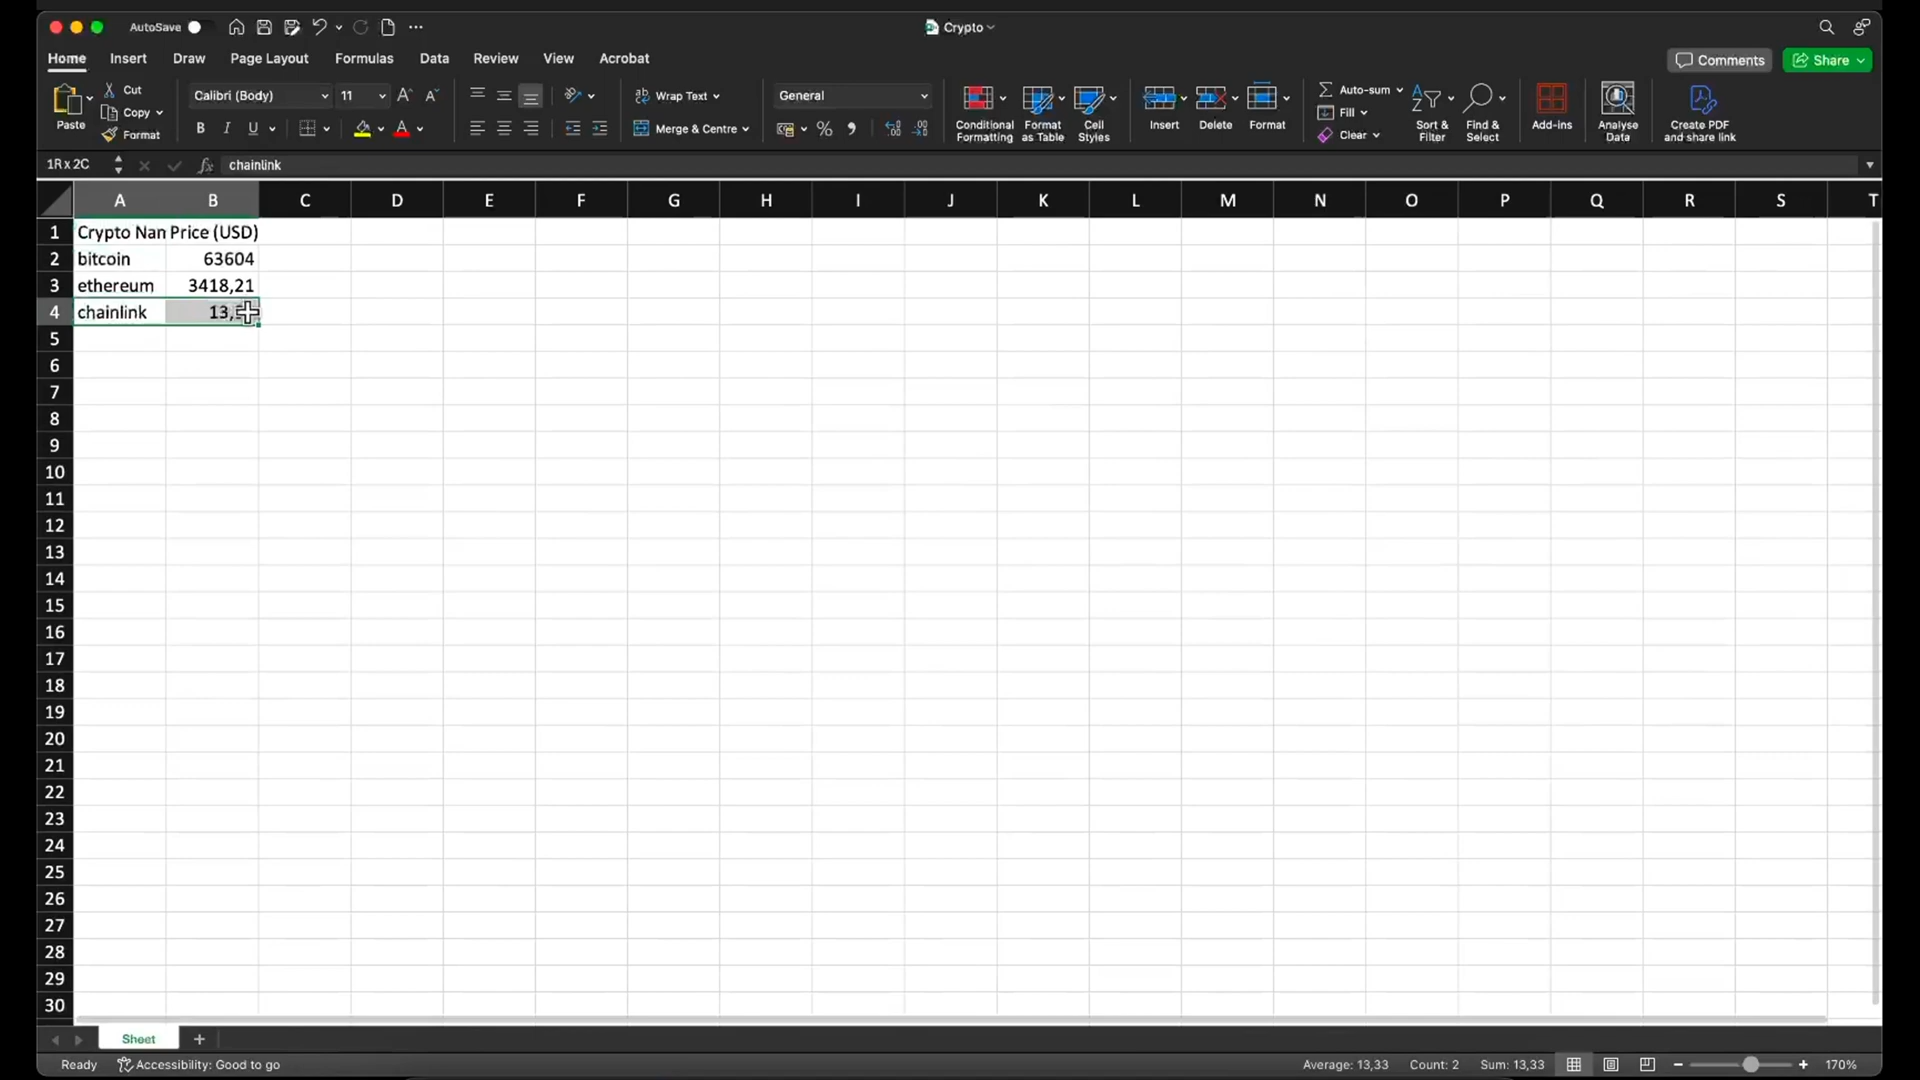 AutoSave
Crypto
Home Insert Draw Page Layout Formulas Data Review View Acrobat
Comments Share
Paste Cut Copy Format
Calibri (Body) 11
B I U
ab Wrap Text
Merge & Centre
General
%
Conditional Formatting
Format as Table
Cell Styles
Insert Delete Format
Auto-sum
Fill
Clear
Sort & Filter
Find & Select
Add-ins
Analyse Data
Create PDF and share link
1R x 2C fx chainlink
A B C D E F G H I J K L M N O P Q R S T
1 Crypto Nan Price (USD)
2 bitcoin 63604
3 ethereum 3418,21
4 chainlink
5
6
7
8
9
10
11
12
13
14
15
16
17
18
19
20
21
22
23
24
25
26
27
28
29
30
Sheet
Ready Accessibility: Good to go Average: 13,33 Count: 2 Sum: 13,33 170%